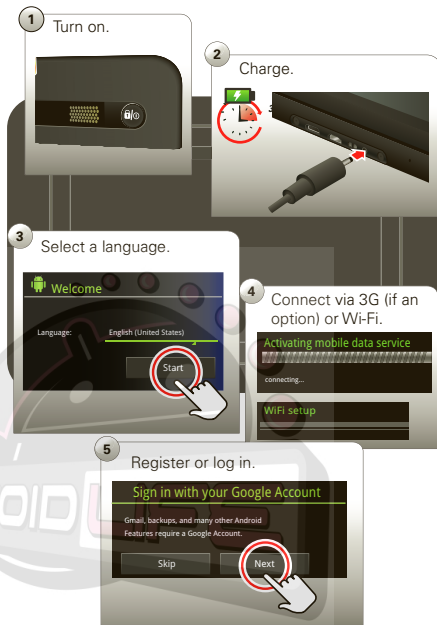 1
Turn on.
2
Charge.
3
Select a language.
Welcome
Language: English (United States)
Start
4
Connect via 3G (if an
option) or Wi-Fi.
Activating mobile data service
connecting...
WiFi setup
5
Register or log in.
Sign in with your Google Account
Gmail, backups, and many other Android
Features require a Google Account.
Skip Next
OID LIFE